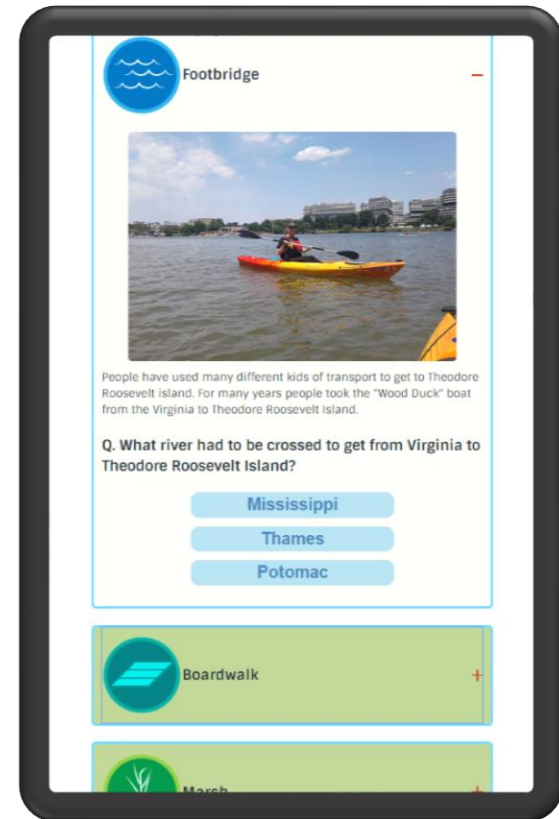 Footbridge
People have used many different kids of transport to get to Theodore
Roosevelt island. For many years people took the "Wood Duck" boat
from the Virginia to Theodore Roosevelt Island.
Q. What river had to be crossed to get from Virginia to
Theodore Roosevelt Island?
Mississippi
Thames
Potomac
Boardwalk
Marsh